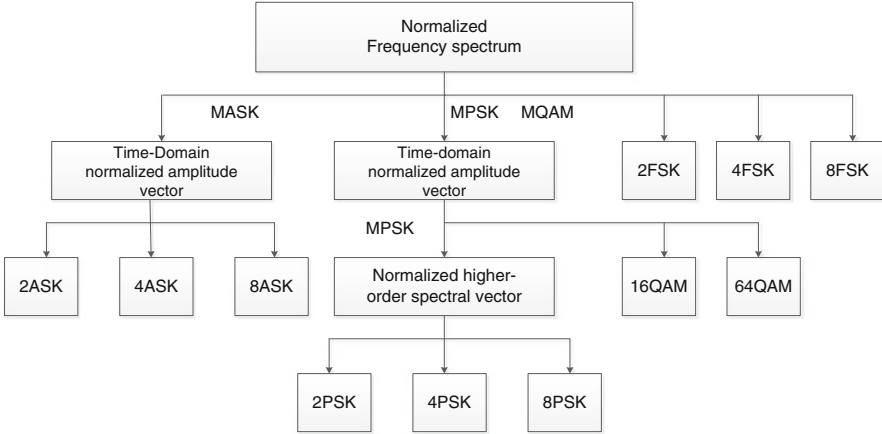 Normalized
Frequency spectrum
MASK
MPSK MQAM
Time-Domain
normalized amplitude
vector
Time-domain
normalized amplitude
vector
2FSK
4FSK
8FSK
MPSK
2ASK
4ASK
8ASK
Normalized higher-
order spectral vector
16QAM
64QAM
2PSK
4PSK
8PSK